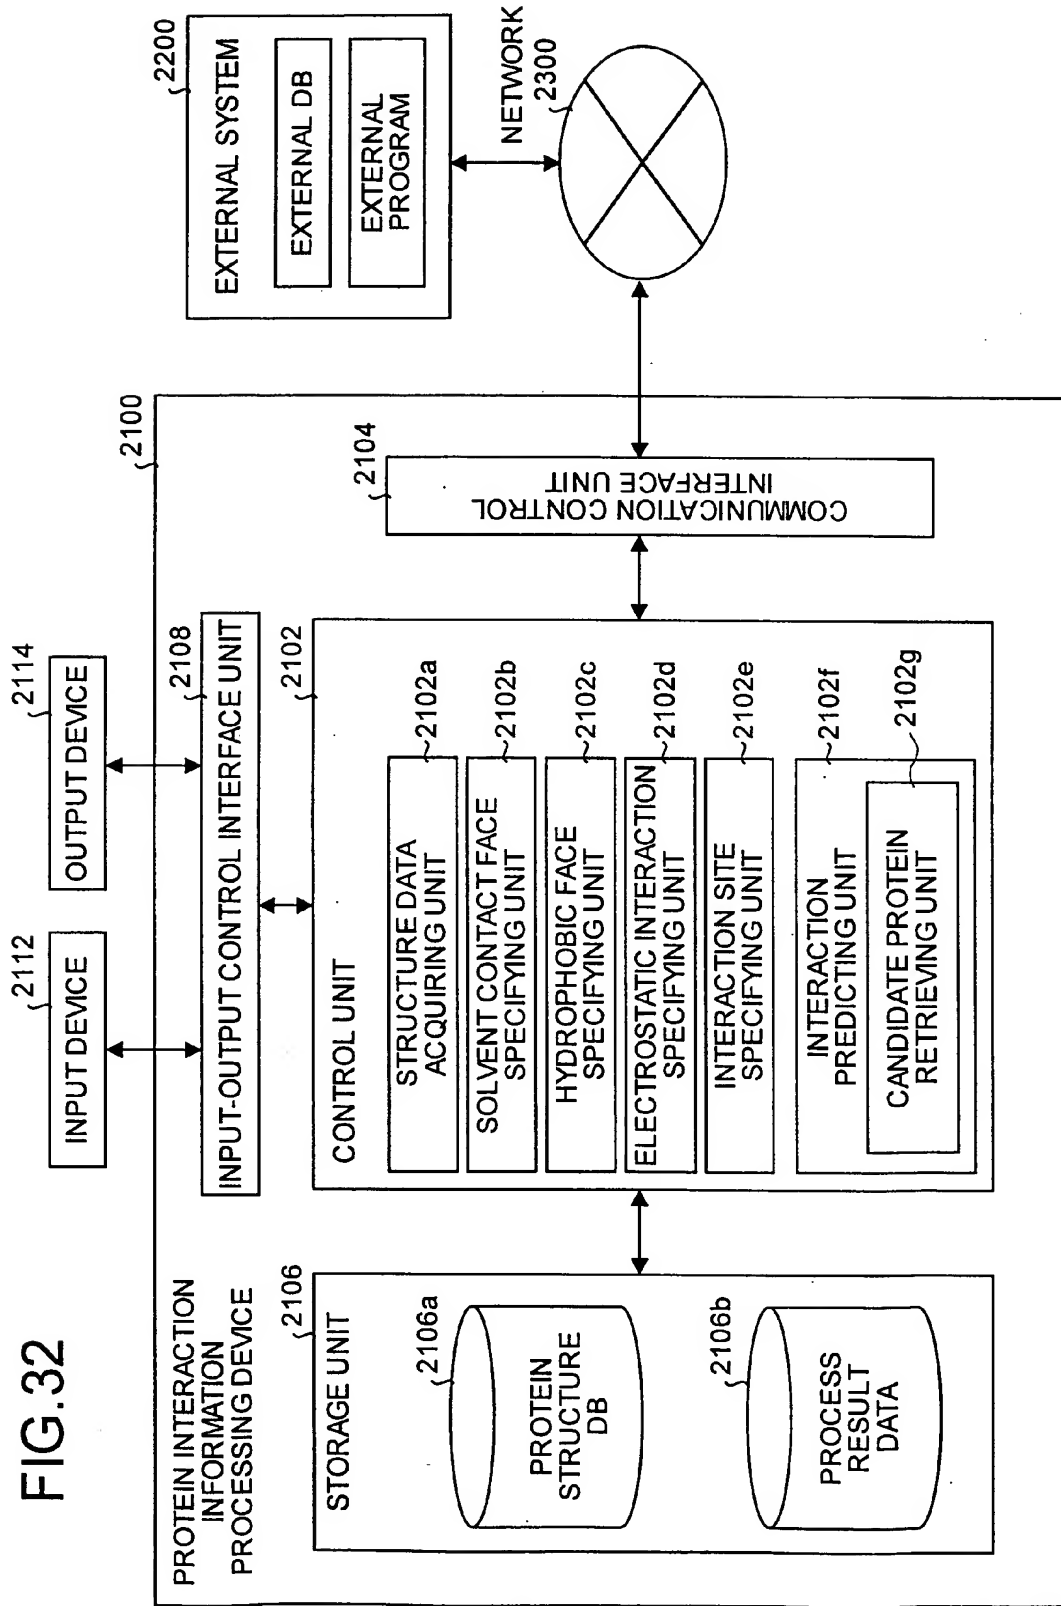 FIG.32
2112
INPUT DEVICE
2114
OUTPUT DEVICE
2100
PROTEIN INTERACTION
INFORMATION
PROCESSING DEVICE
2108
INPUT-OUTPUT CONTROL INTERFACE UNIT
2106
STORAGE UNIT
2106a
PROTEIN
STRUCTURE
DB
2106b
PROCESS
RESULT
DATA
2102
CONTROL UNIT
STRUCTURE DATA
ACQUIRING UNIT
2102a
SOLVENT CONTACT FACE
SPECIFYING UNIT
2102b
HYDROPHOBIC FACE
SPECIFYING UNIT
2102c
ELECTROSTATIC INTERACTION
SPECIFYING UNIT
2102d
INTERACTION SITE
SPECIFYING UNIT
2102e
INTERACTION
PREDICTING UNIT
2102f
CANDIDATE PROTEIN
RETRIEVING UNIT
2102g
2104
COMMUNICATION CONTROL
INTERFACE UNIT
2200
EXTERNAL SYSTEM
EXTERNAL DB
EXTERNAL
PROGRAM
NETWORK
2300